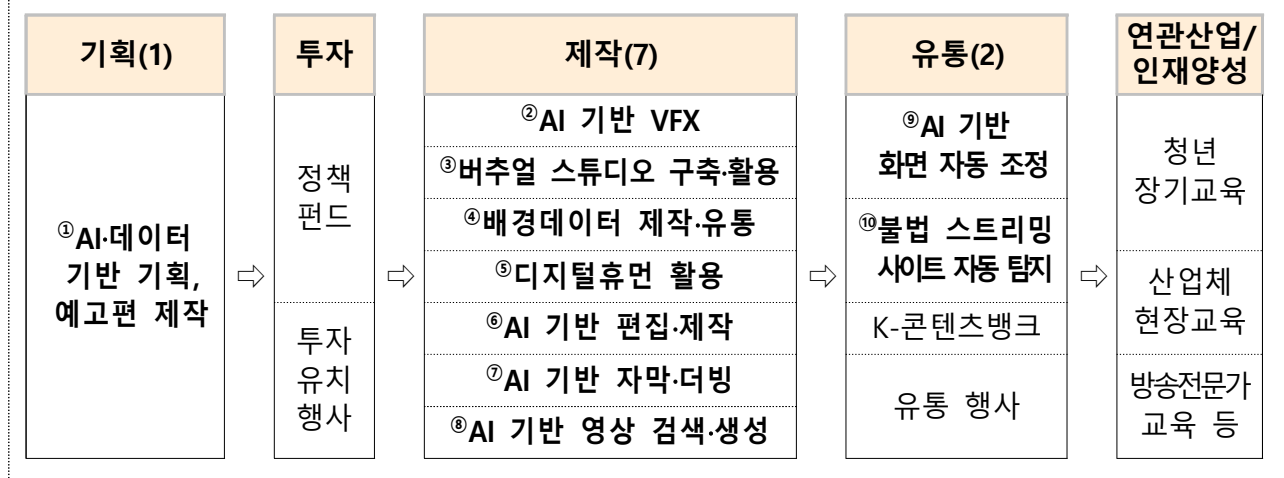 기획(1)
투자
제작(7)
유통(2)
연관산업/
인재양성
①AI·데이터
기반 기획,
예고편 제작
⇨
정책
펀드
투자
유치
행사
⇨
②AI 기반 VFX
③버추얼 스튜디오 구축·활용
④배경데이터 제작·유통
⑤디지털휴먼 활용
⑥AI 기반 편집·제작
⑦AI 기반 자막·더빙
⑧AI 기반 영상 검색·생성
⇨
⑨AI 기반
화면 자동 조정
⑩불법 스트리밍
사이트 자동 탐지
K-콘텐츠뱅크
유통 행사
⇨
청년
장기교육
산업체
현장교육
방송전문가
교육 등